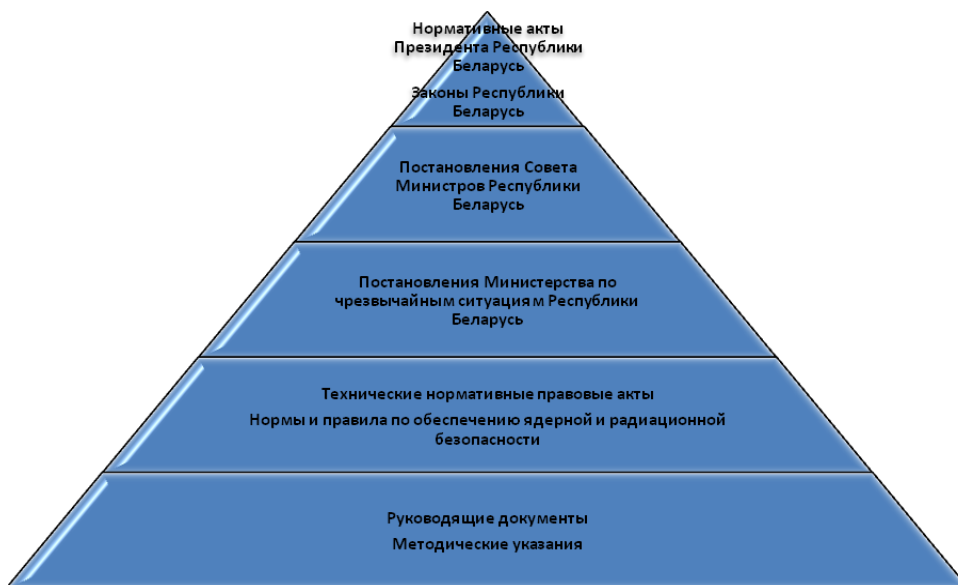 Нормативные акты
Президента Республики
Беларусь
Законы Республики
Беларусь
Постановления Совета
Министров Республики
Беларусь
Постановления Министерства по
чрезвычайным ситуациям Республики
Беларусь
Технические нормативные правовые акты
Нормы и правила по обеспечению ядерной и радиационной
безопасности
Руководящие документы
Методические указания